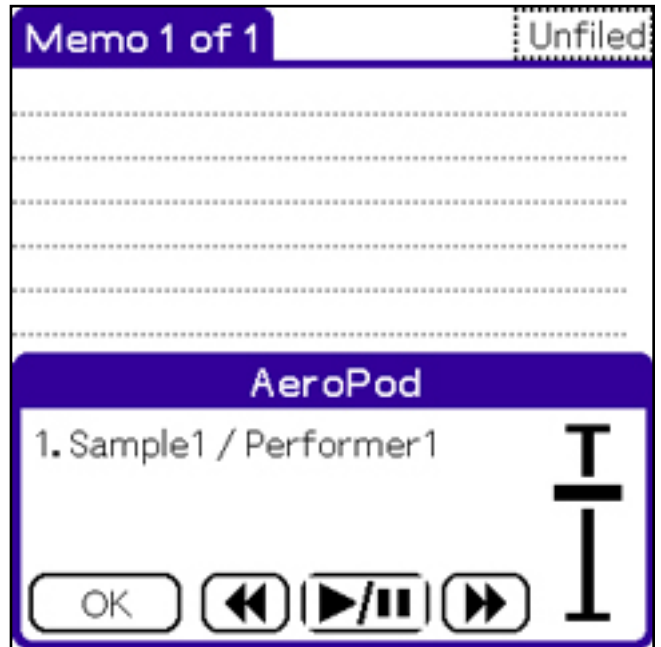 Memo 1 of 1
Unfiled
AeroPod
1. Sample1 / Performer1
OK